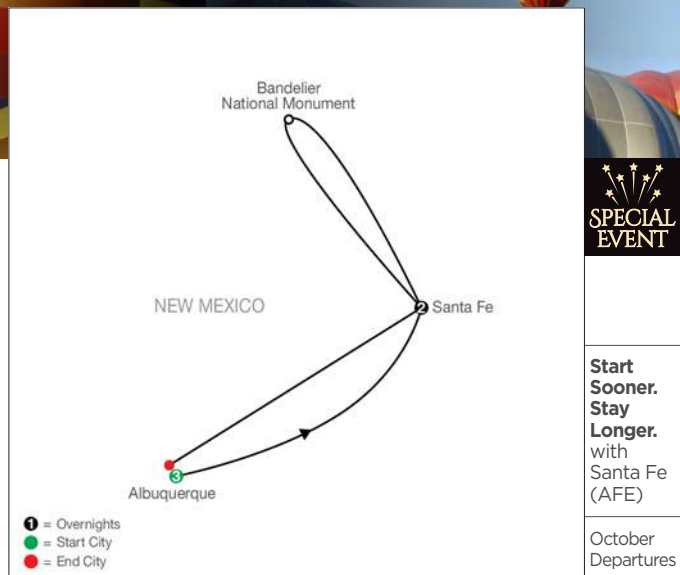 Bandelier
National Monument
NEW MEXICO
2 Santa Fe
3
Albuquerque
1 = Overnights
= Start City
= End City
SPECIAL
EVENT
Start
Sooner.
Stay
Longer.
with
Santa Fe
(AFE)
October
Departures